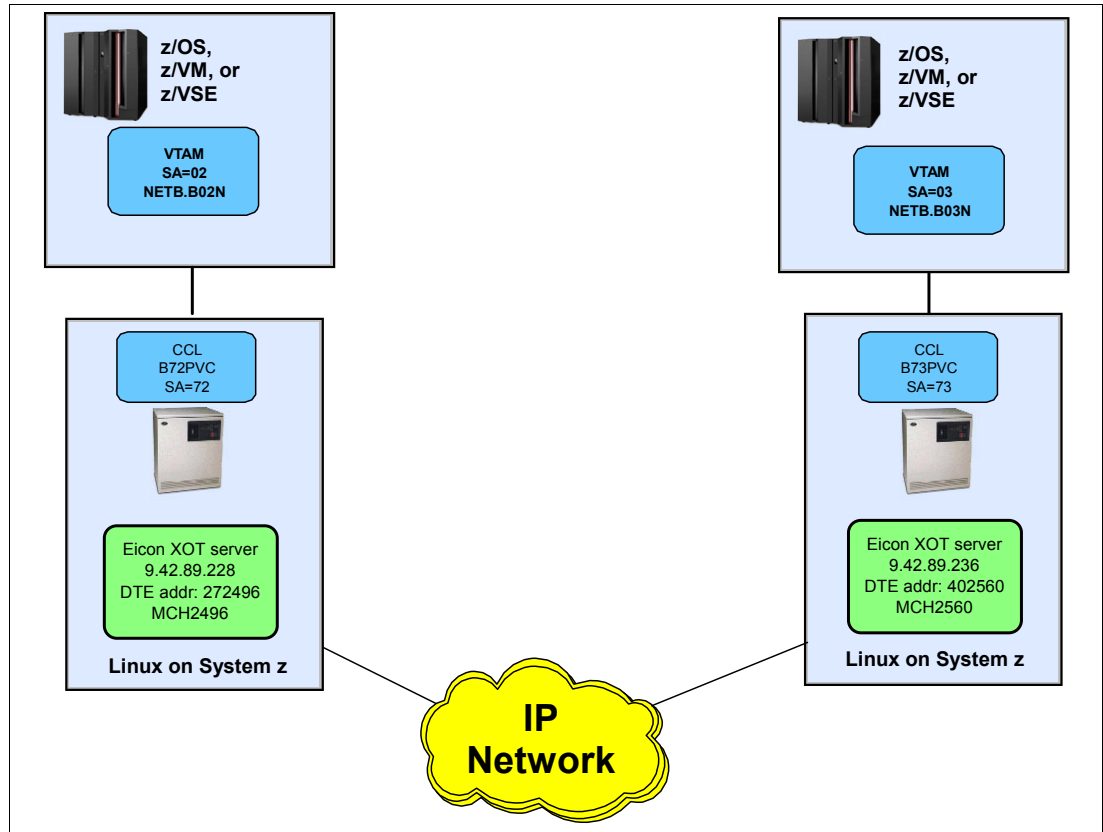 z/OS,
z/VM, or
z/VSE
VTAM
SA=02
NETB.B02N
z/OS,
z/VM, or
z/VSE
VTAM
SA=03
NETB.B03N
CCL
B72PVC
SA=72
CCL
B73PVC
SA=73
Eicon XOT server
9.42.89.228
DTE addr: 272496
MCH2496
Linux on System z
Eicon XOT server
9.42.89.236
DTE addr: 402560
MCH2560
Linux on System z
IP
Network